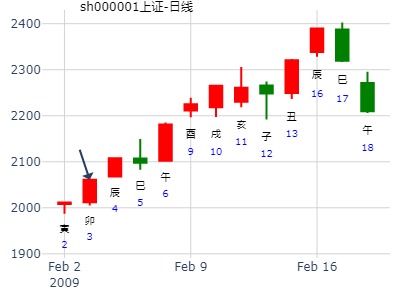 sh000001上证-日线
2400
2300
2200
2100
2000
1900
寅
2
卯
3
辰
4
巳
5
午
6
酉
9
戌
10
亥
11
子
12
丑
13
辰
16
巳
17
午
18
Feb 2
2009
Feb 9
Feb 16